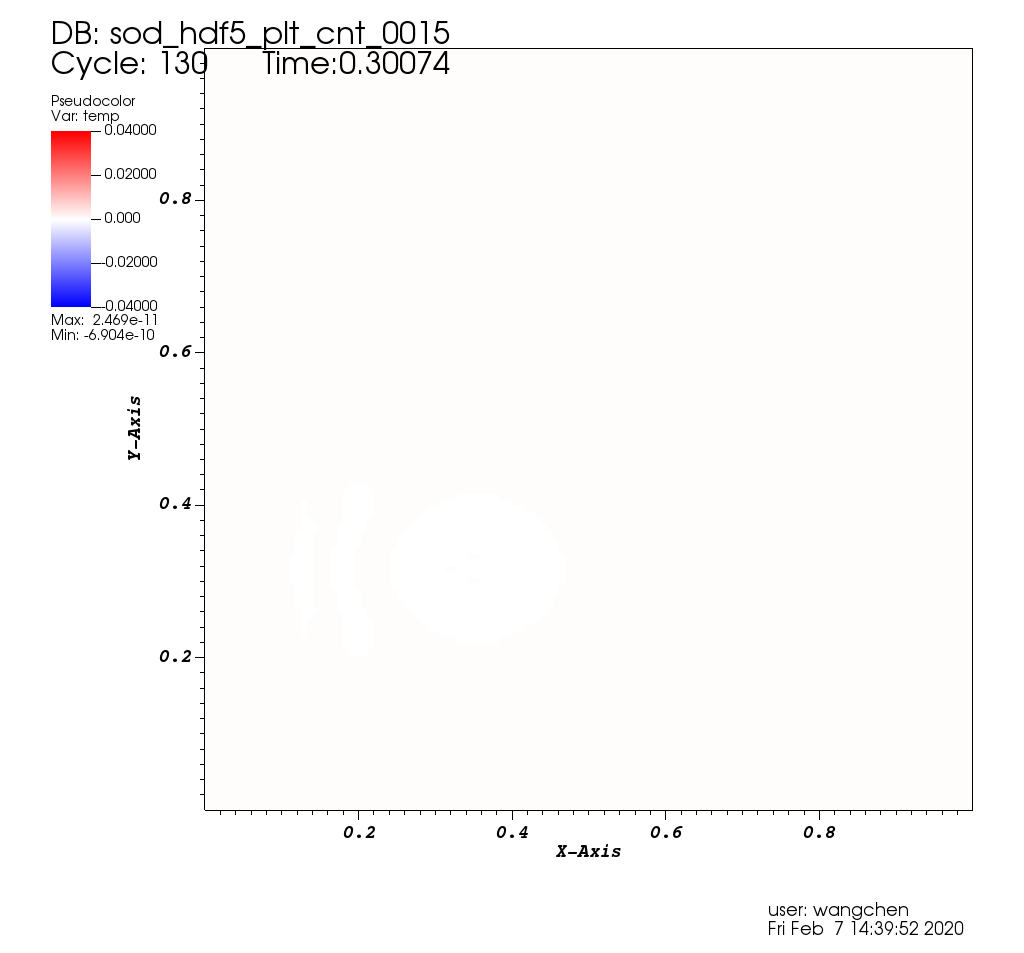 DB: sod_hdf5_plt_cnt_0015
Cycle: 130 Time:0.30074
Pseudocolor
Var: temp
0.04000
0.02000
0.000
-0.02000
-0.04000
Max: 2.469e-11
Min: -6.904e-10
0.8
0.6
0.4
0.2
Y-Axis
0.2 0.4 0.6 0.8
X-Axis
user: wangchen
Fri Feb 7 14:39:52 2020